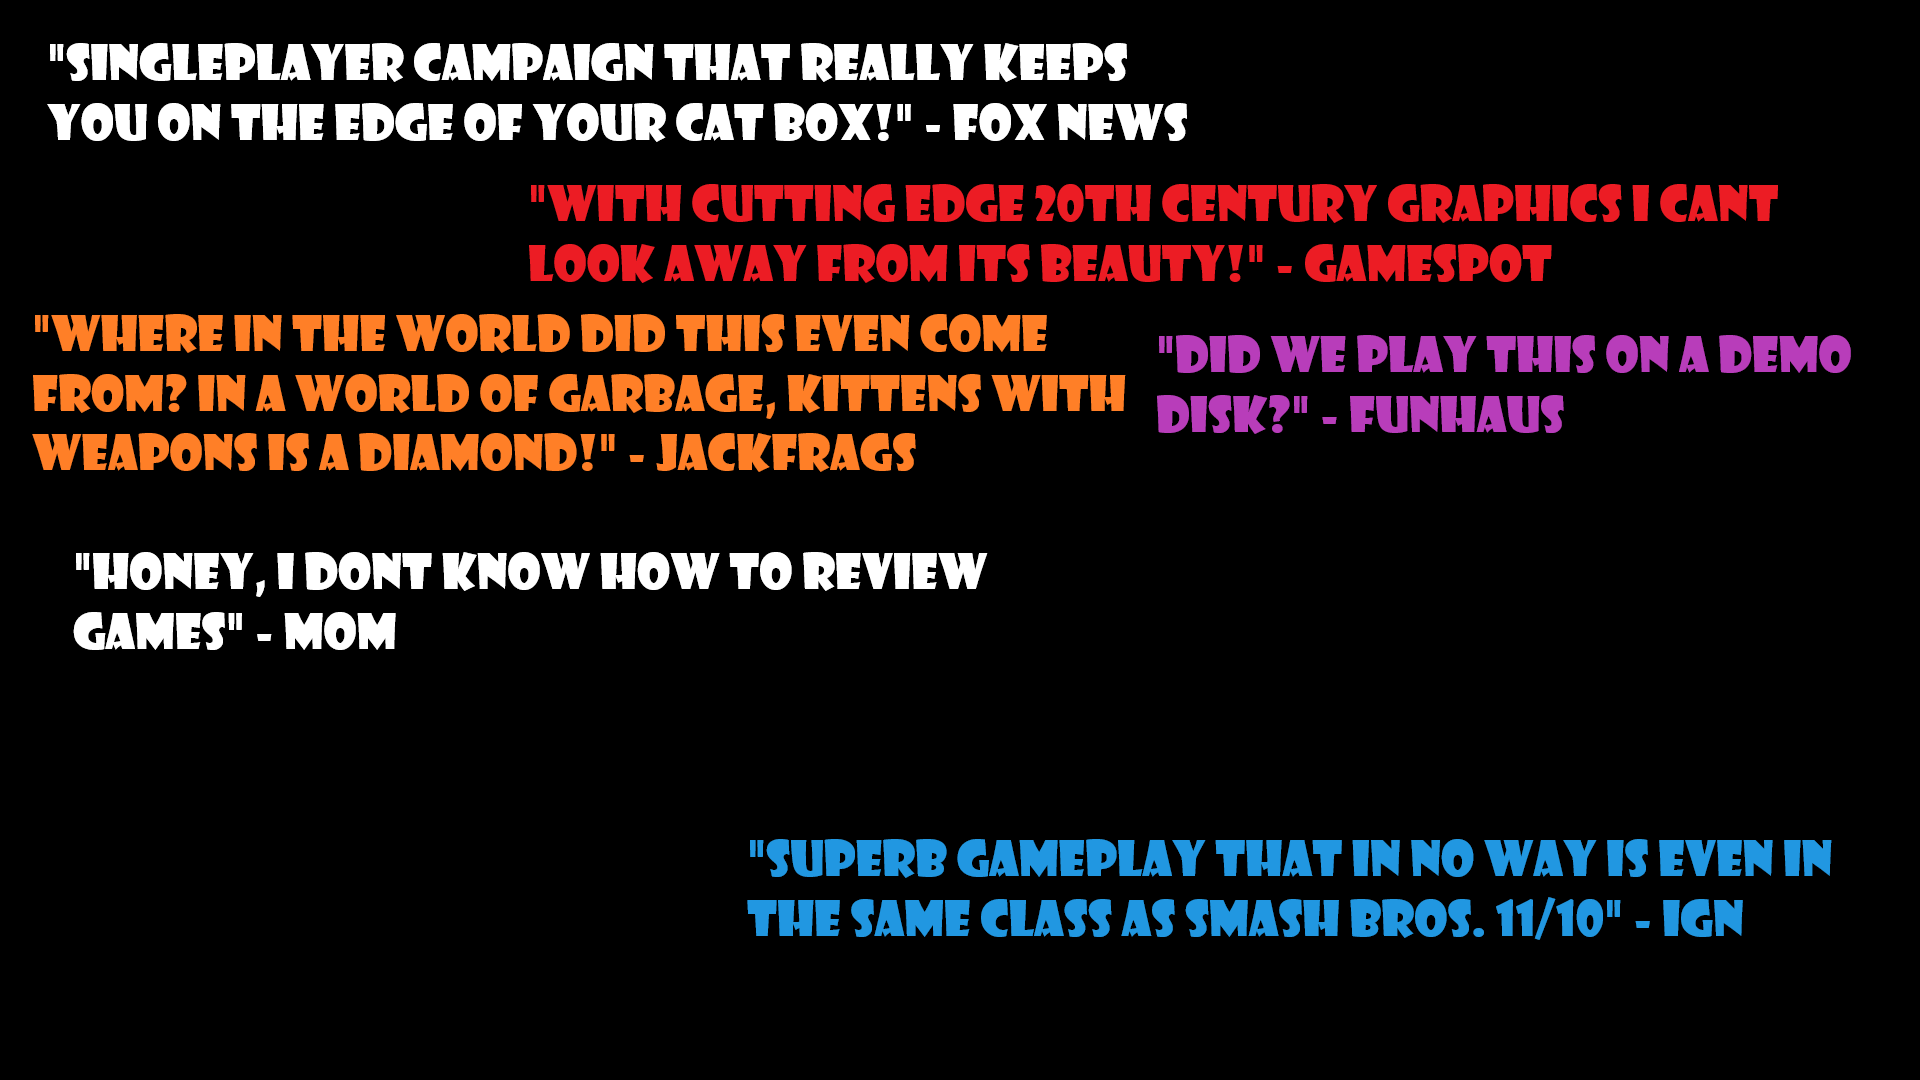 "SINGLEPLAYER CAMPAIGN THAT REALLY KEEPS
YOU ON THE EDGE OF YOUR CAT BOX!" - FOX NEWS
"WITH CUTTING EDGE 20TH CENTURY GRAPHICS I CANT
LOOK AWAY FROM ITS BEAUTY!" - GAMESPOT
"WHERE IN THE WORLD DID THIS EVEN COME
FROM? IN A WORLD OF GARBAGE, KITTENS WITH
WEAPONS IS A DIAMOND!" - JACKFRAGS
"DID WE PLAY THIS ON A DEMO
DISK?" - FUNHAUS
"HONEY, I DONT KNOW HOW TO REVIEW
GAMES" - MOM
"SUPERB GAMEPLAY THAT IN NO WAY IS EVEN IN
THE SAME CLASS AS SMASH BROS. 11/10" - IGN